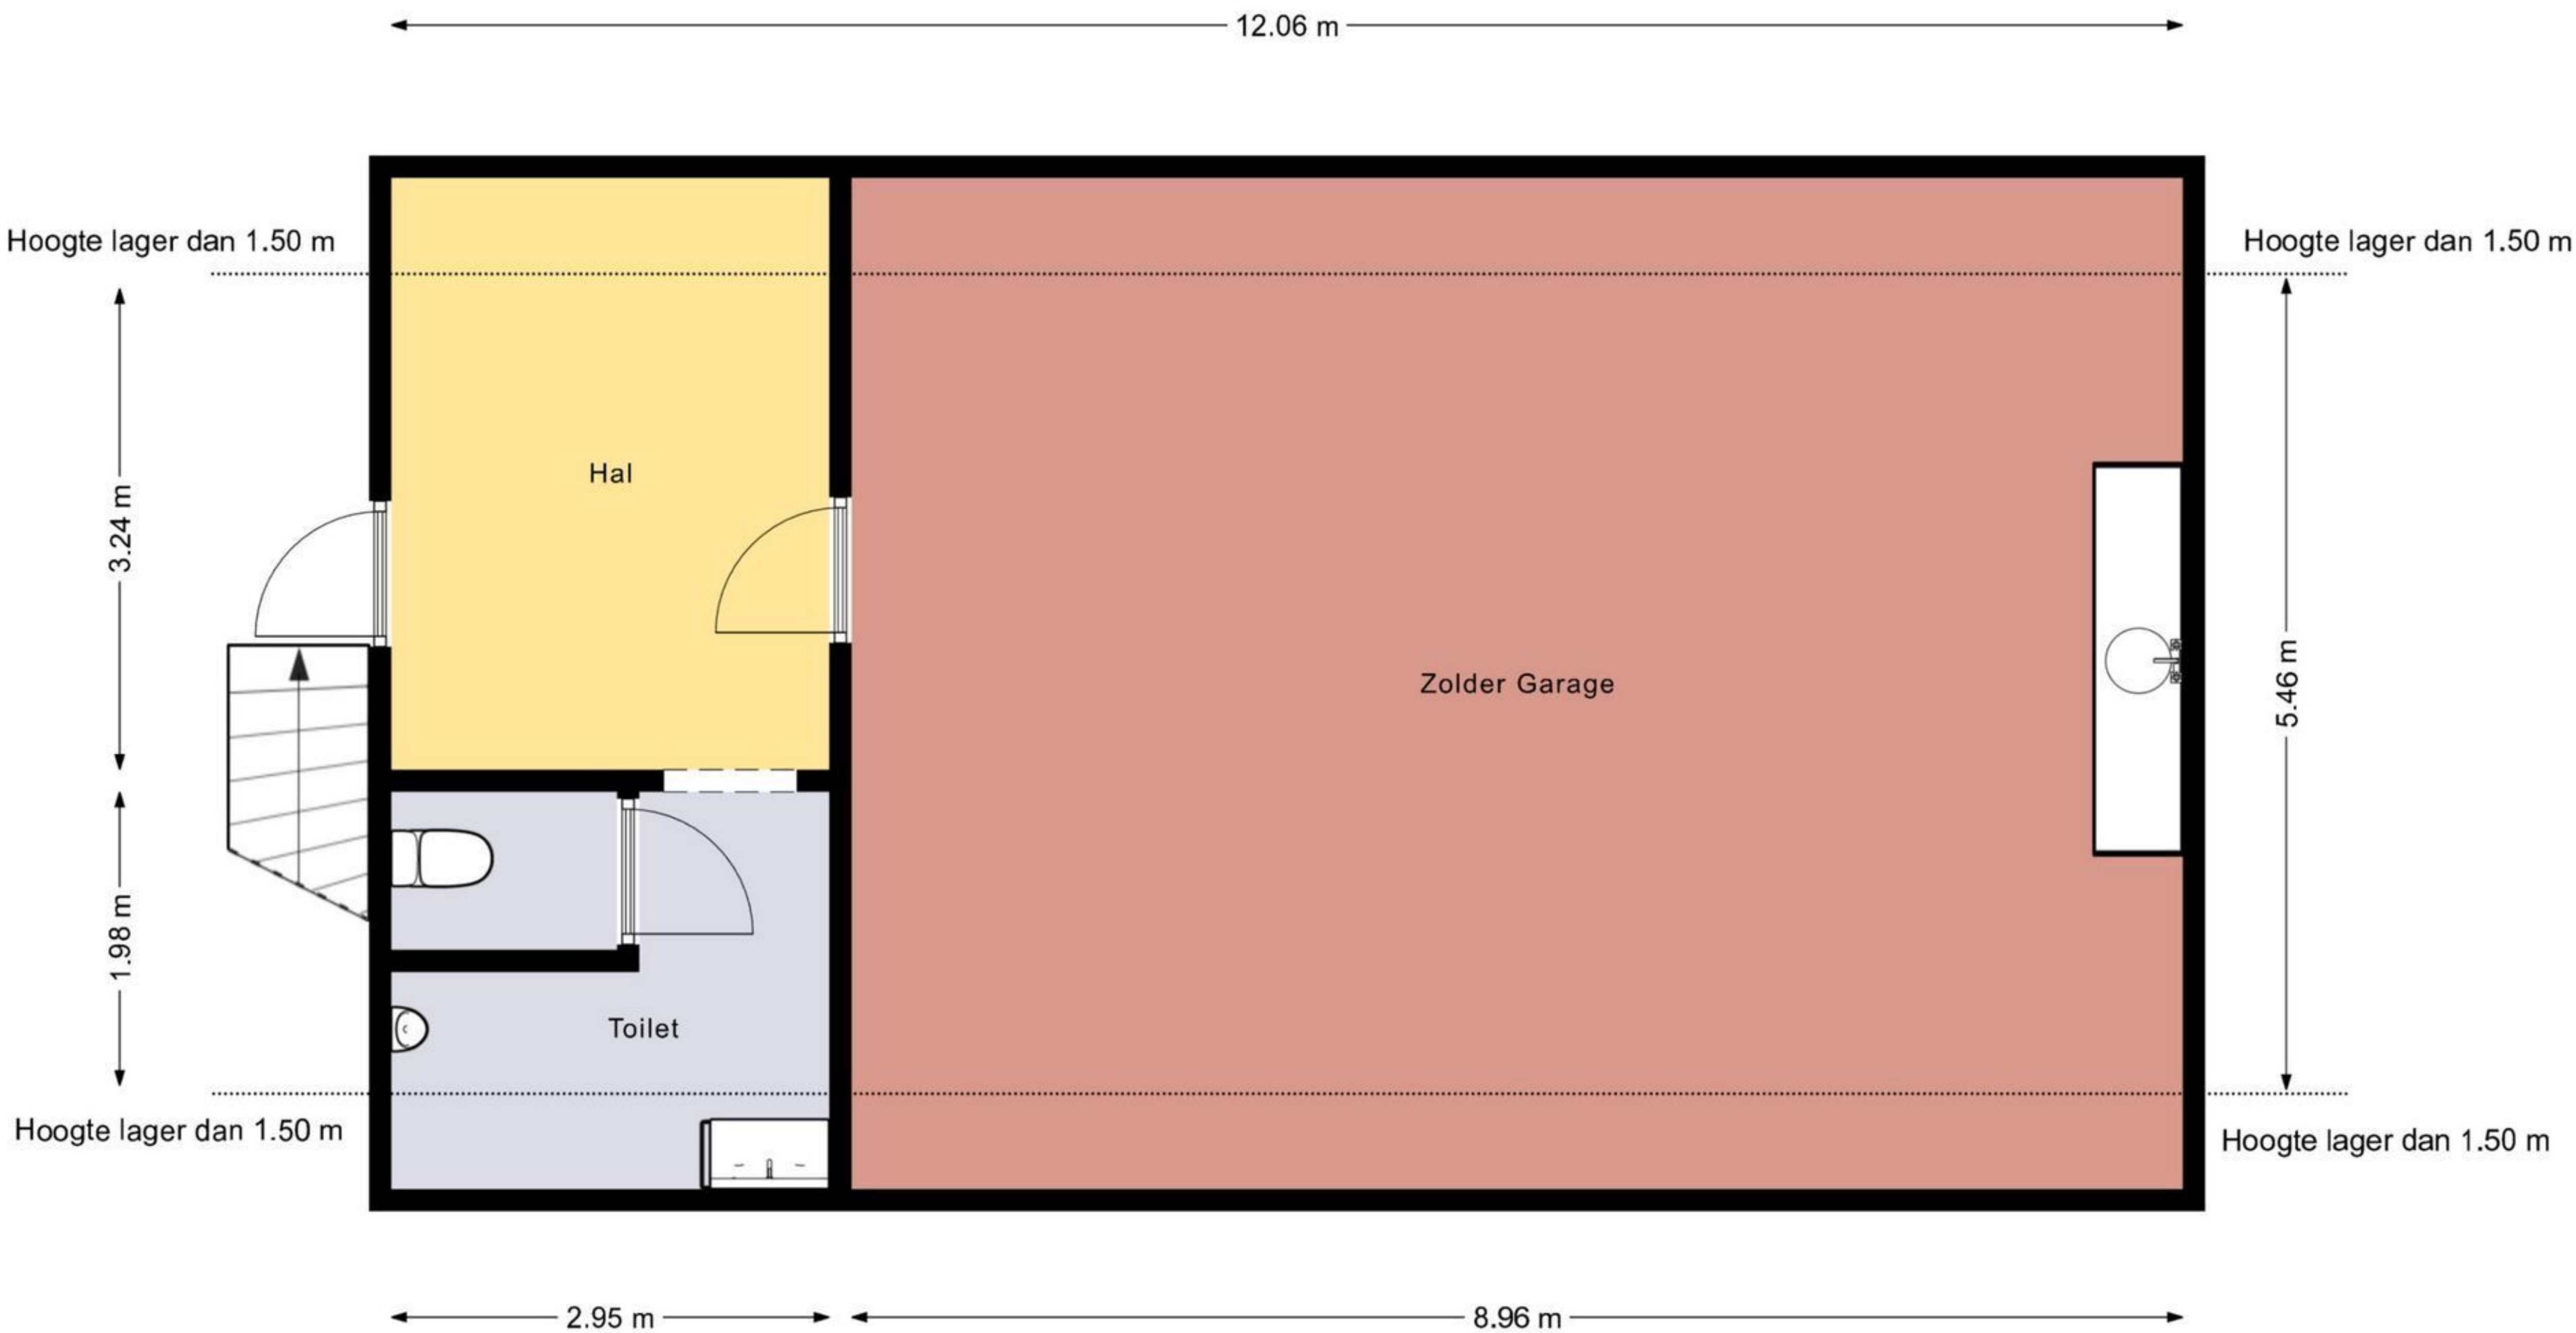 12.06 m
Hoogte lager dan 1.50 m
Hoogte lager dan 1.50 m
Hal
3.24 m
Zolder Garage
5.46 m
1.98 m
Toilet
Hoogte lager dan 1.50 m
Hoogte lager dan 1.50 m
2.95 m
8.96 m